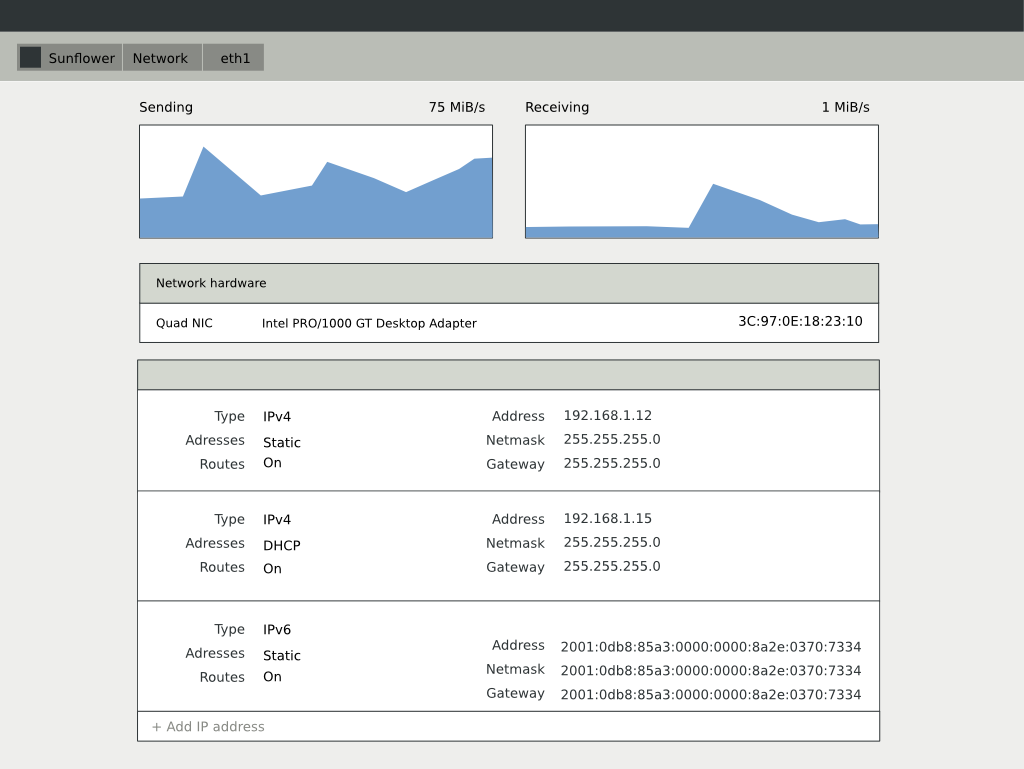 Sunflower Network eth1
Sending 75 MiB/s Receiving 1 MiB/s
Network hardware
Quad NIC Intel PRO/1000 GT Desktop Adapter 3C:97:0E:18:23:10
Type IPv4 Address 192.168.1.12
Adresses Static Netmask 255.255.255.0
Routes On Gateway 255.255.255.0
Type IPv4 Address 192.168.1.15
Adresses DHCP Netmask 255.255.255.0
Routes On Gateway 255.255.255.0
Type IPv6
Adresses Static Address 2001:0db8:85a3:0000:0000:8a2e:0370:7334
Routes On Netmask 2001:0db8:85a3:0000:0000:8a2e:0370:7334
Gateway 2001:0db8:85a3:0000:0000:8a2e:0370:7334
+ Add IP address